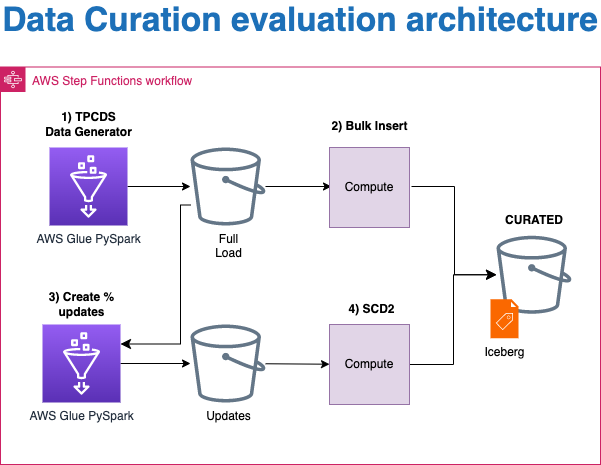 Data Curation evaluation architecture
AWS Step Functions workflow
1) TPCDS
Data Generator
2) Bulk Insert
Compute
AWS Glue PySpark
Full
Load
CURATED
3) Create %
updates
4) SCD2
Compute
Iceberg
AWS Glue PySpark
Updates